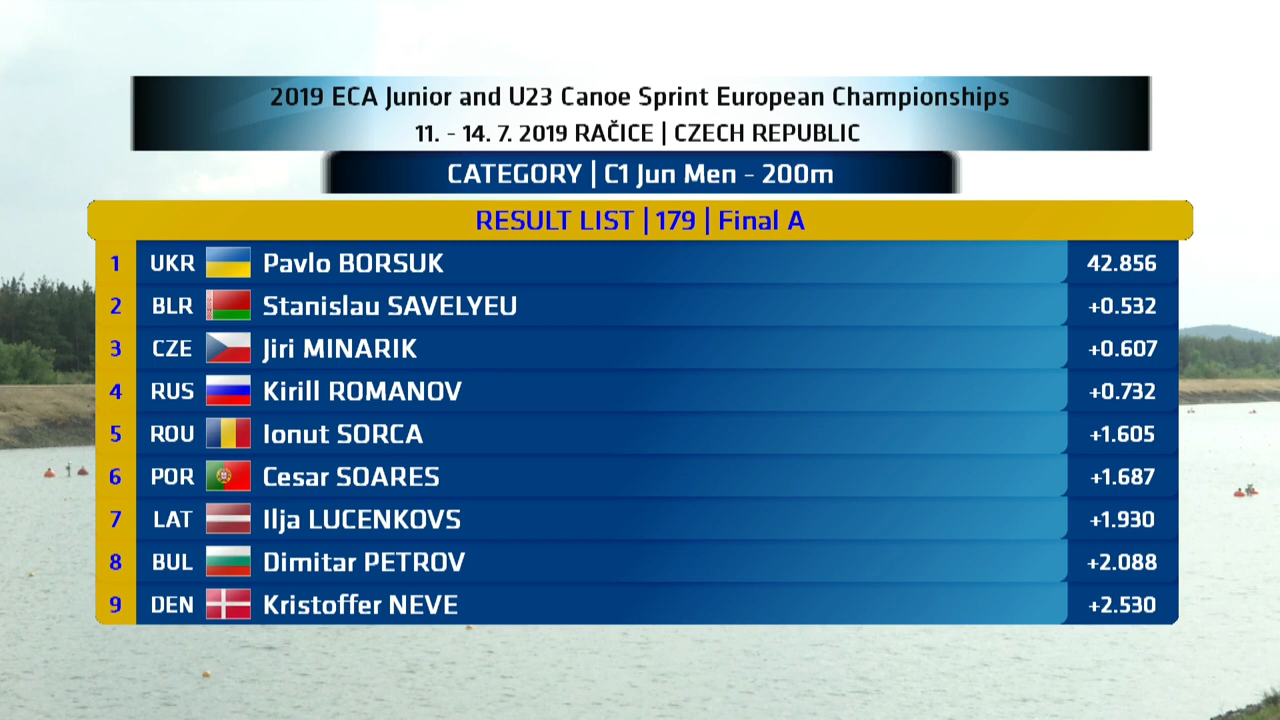 2019 ECA Junior and U23 Canoe Sprint European Championships
11. - 14. 7. 2019 RAČICE | CZECH REPUBLIC
CATEGORY | C1 Jun Men - 200m
RESULT LIST | 179 | Final A
1 UKR Pavlo BORSUK 42.856
2 BLR Stanislau SAVELYEU +0.532
3 CZE Jiri MINARIK +0.607
4 RUS Kirill ROMANOV +0.732
5 ROU Ionut SORCA +1.605
6 POR Cesar SOARES +1.687
7 LAT Ilja LUCENKOVS +1.930
8 BUL Dimitar PETROV +2.088
9 DEN Kristoffer NEVE +2.530